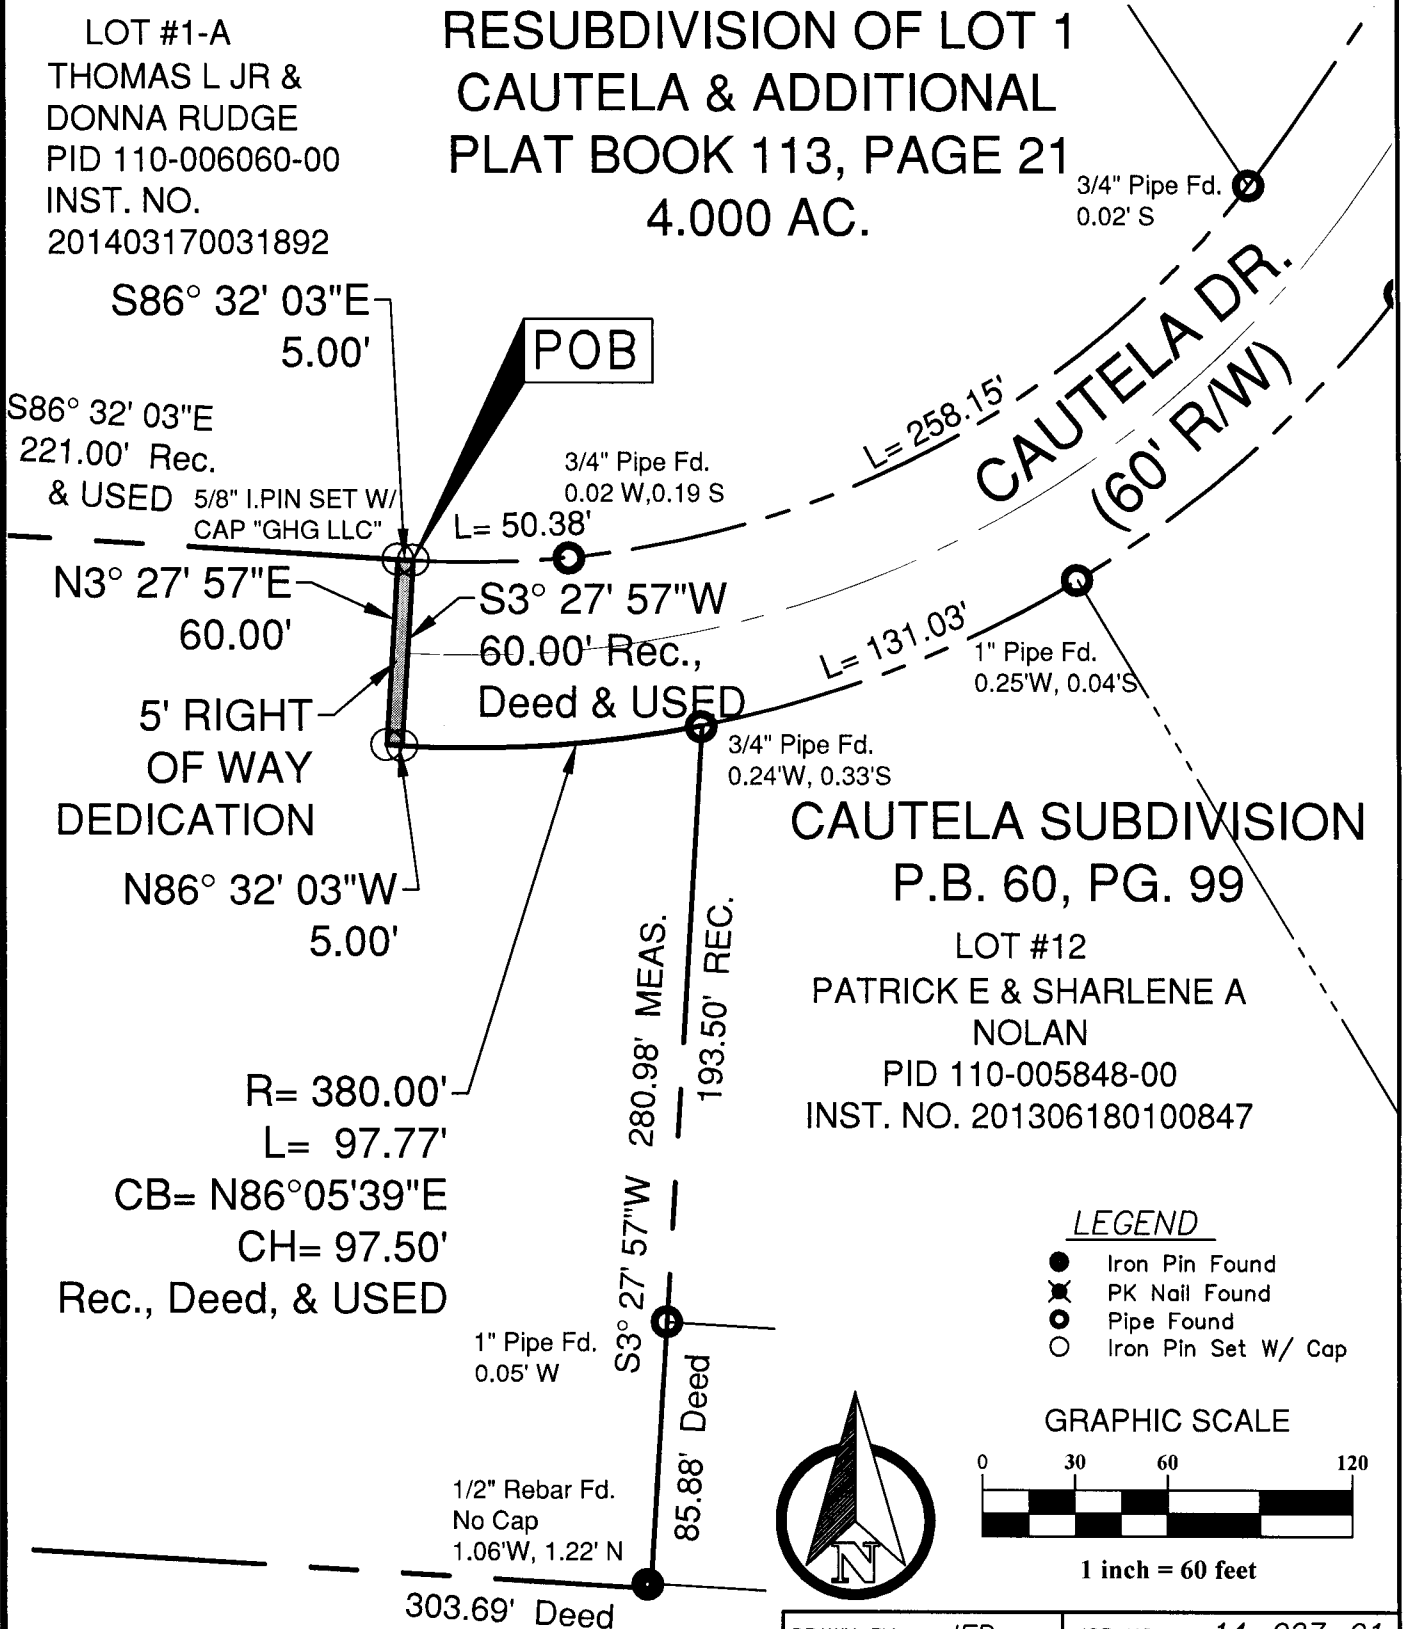 LOT #1-A
THOMAS L JR &
DONNA RUDGE
PID 110-006060-00
INST. NO.
201403170031892
RESUBDIVISION OF LOT 1
CAUTELA & ADDITIONAL
PLAT BOOK 113, PAGE 21
4.000 AC.
3/4" Pipe Fd.
0.02' S
S86° 32' 03"E
5.00'
POB
CAUTELA DR.
(60' R/W)
S86° 32' 03"E
221.00' Rec.
& USED
5/8" I.PIN SET W/
CAP "GHG LLC"
3/4" Pipe Fd.
0.02 W,0.19 S
L= 50.38'
L= 258.15'
N3° 27' 57"E
60.00'
S3° 27' 57"W
60.00' Rec.,
Deed & USED
L= 131.03'
1" Pipe Fd.
0.25'W, 0.04'S
5' RIGHT
OF WAY
DEDICATION
3/4" Pipe Fd.
0.24'W, 0.33'S
N86° 32' 03"W
5.00'
CAUTELA SUBDIVISION
P.B. 60, PG. 99
LOT #12
PATRICK E & SHARLENE A
NOLAN
PID 110-005848-00
INST. NO. 201306180100847
S3° 27' 57"W 280.98' MEAS.
193.50' REC.
R= 380.00'
L= 97.77'
CB= N86°05'39"E
CH= 97.50'
Rec., Deed, & USED
1" Pipe Fd.
0.05' W
85.88' Deed
1/2" Rebar Fd.
No Cap
1.06'W, 1.22' N
303.69' Deed
LEGEND
Iron Pin Found
PK Nail Found
Pipe Found
Iron Pin Set W/ Cap
N
GRAPHIC SCALE
0 30 60 120
1 inch = 60 feet